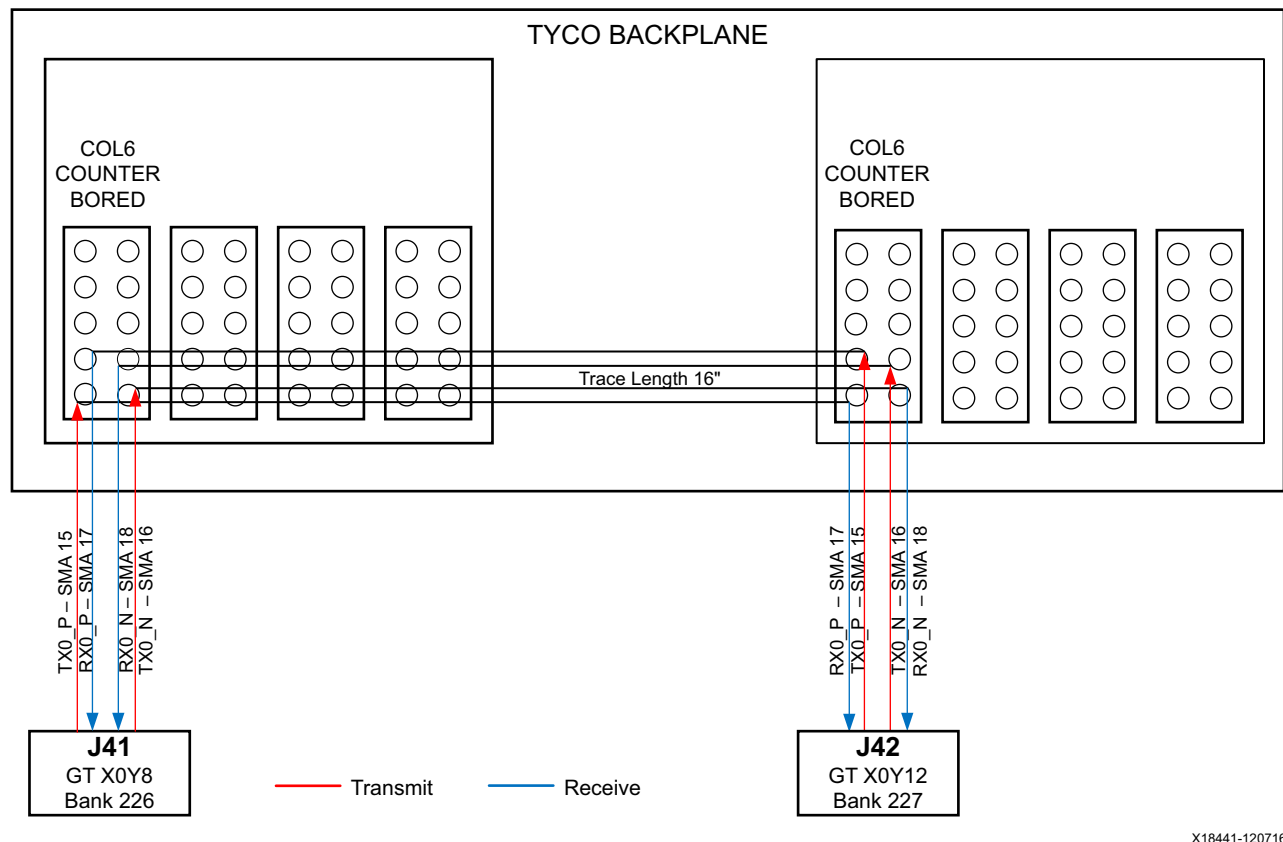 TYCO BACKPLANE
COL6
COUNTER
BORED
COL6
COUNTER
BORED
Trace Length 16"
TX0_P – SMA 15
RX0_P – SMA 17
RX0_N – SMA 18
TX0_N – SMA 16
RX0_P – SMA 17
TX0_P – SMA 15
TX0_N – SMA 16
RX0_N – SMA 18
J41
GT X0Y8
Bank 226
Transmit
Receive
J42
GT X0Y12
Bank 227
X18441-120716